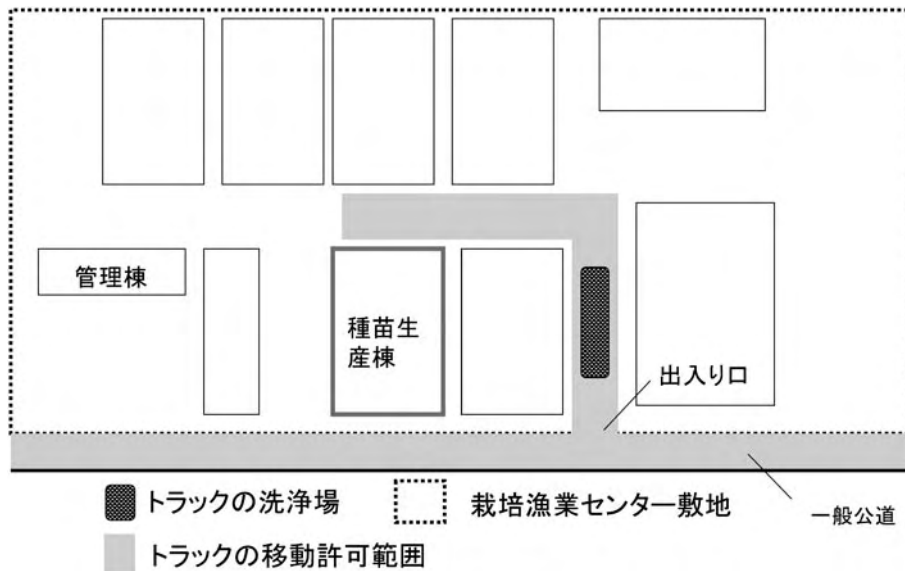 管理棟
種苗生
産棟
出入り口
トラックの洗浄場
栽培漁業センター敷地
一般公道
トラックの移動許可範囲